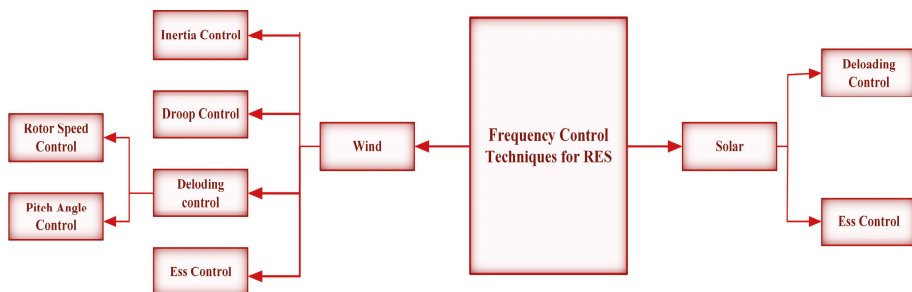 Inertia Control
Droop Control
Rotor Speed
Control
Pitch Angle
Control
Deloding
control
Ess Control
Wind
Frequency Control
Techniques for RES
Solar
Deloading
Control
Ess Control